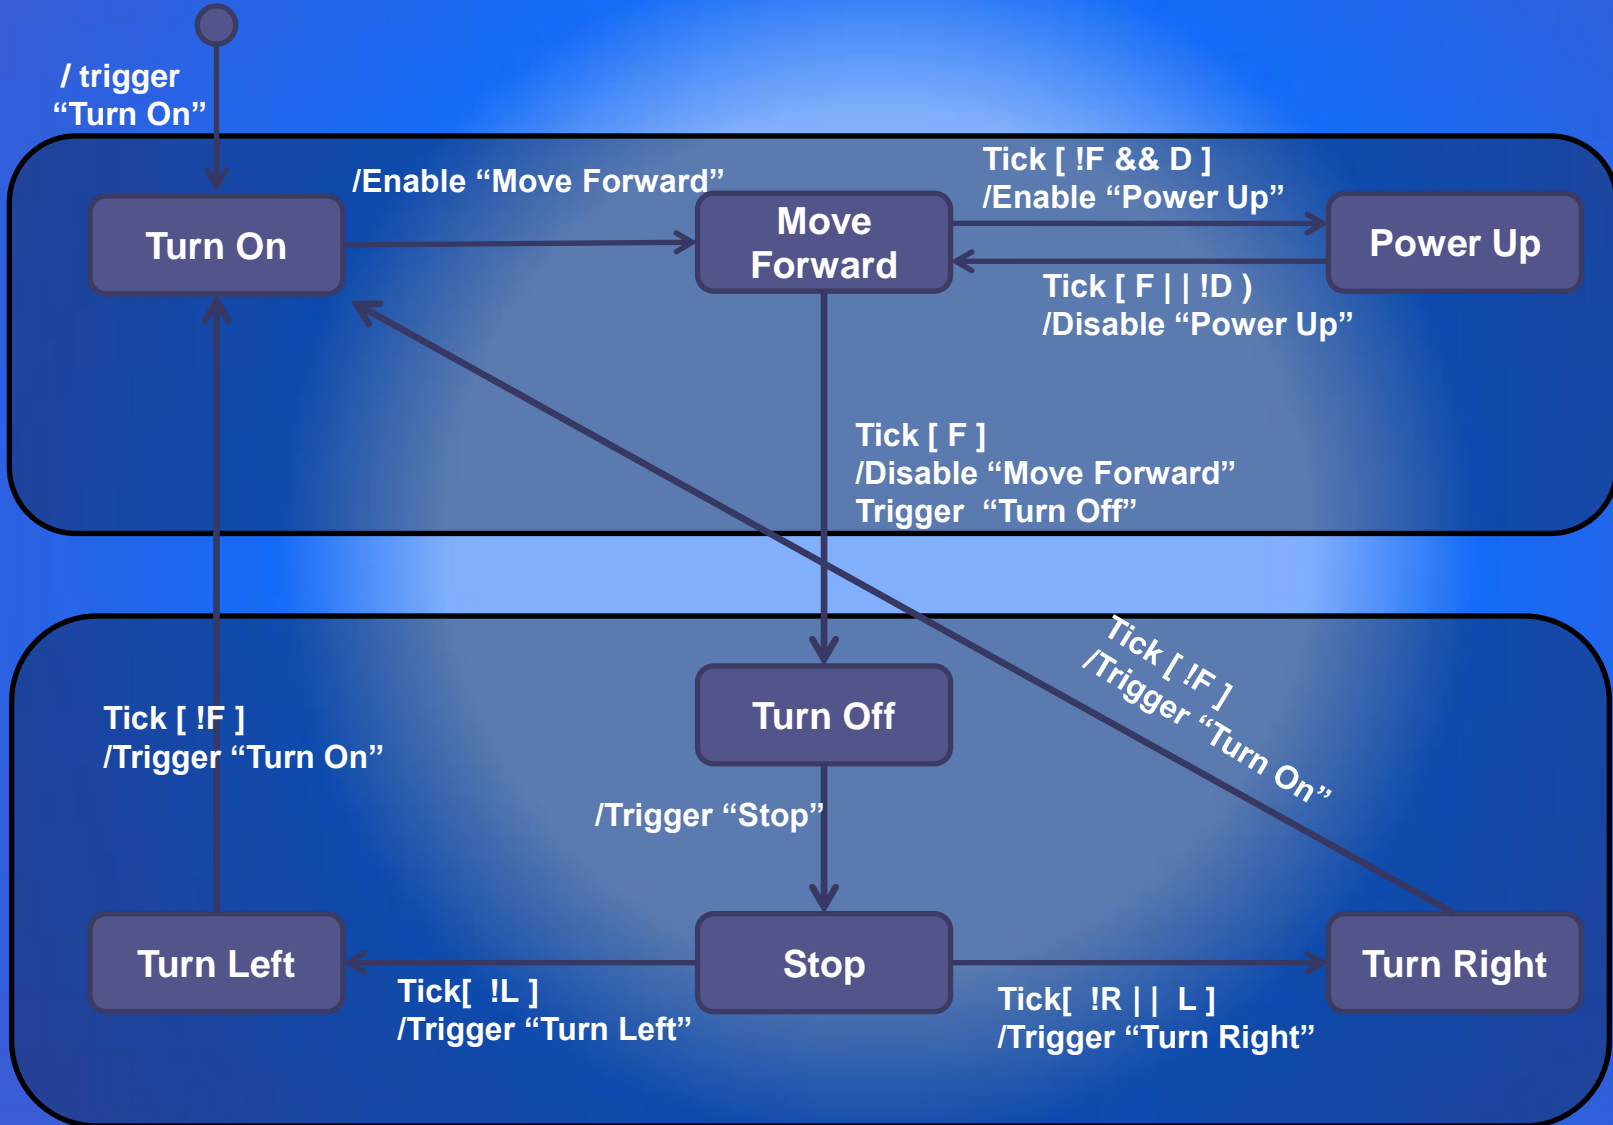 / trigger
“Turn On”
/Enable “Move Forward”
Tick [ !F && D ]
/Enable “Power Up”
Turn On
Move
Forward
Power Up
Tick [ F | | !D )
/Disable “Power Up”
Tick [ F ]
/Disable “Move Forward”
Trigger “Turn Off”
Tick [ !F ]
/Trigger “Turn On”
Turn Off
Tick [ !F ]
/Trigger “Turn On”
/Trigger “Stop”
Turn Left
Stop
Turn Right
Tick[ !L ]
/Trigger “Turn Left”
Tick[ !R | | L ]
/Trigger “Turn Right”